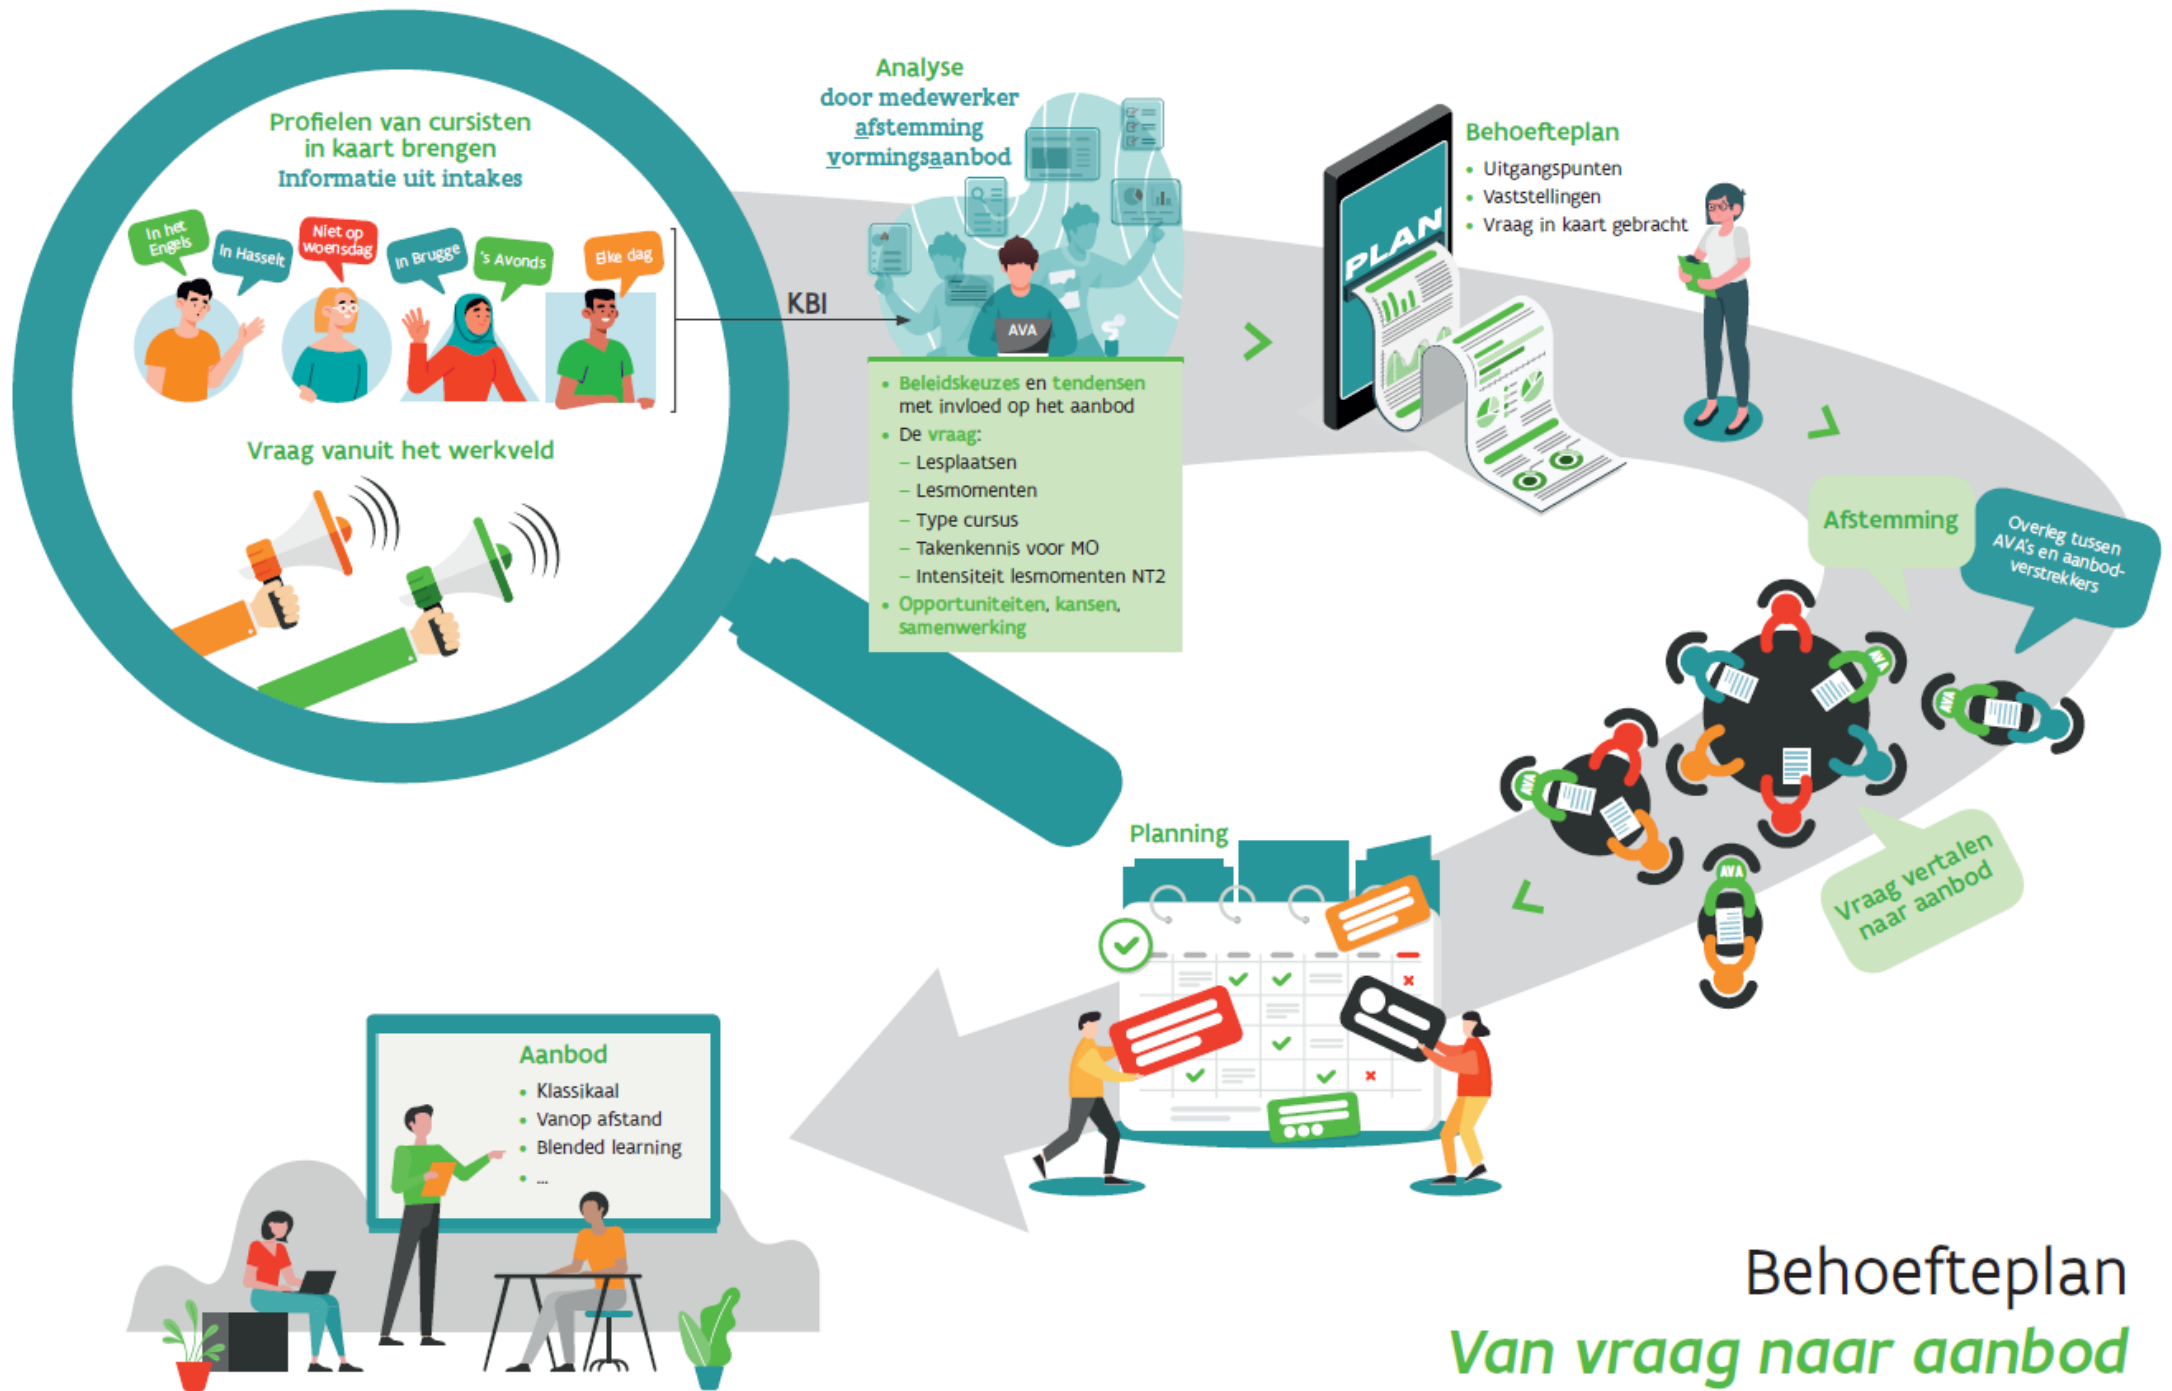 Profielen van cursisten
in kaart brengen
Informatie uit intakes
In het
Engels
In Hasselt
Niet op
woensdag
In Brugge
's Avonds
Elke dag
Vraag vanuit het werkveld
KBI
Analyse
door medewerker
afstemming
vormingsaanbod
AVA
• Beleidskeuzes en tendensen
met invloed op het aanbod
• De vraag:
– Lesplaatsen
– Lesmomenten
– Type cursus
– Takenkennis voor MO
– Intensiteit lesmomenten NT2
• Opportuniteiten, kansen,
samenwerking
PLAN
Behoefteplan
• Uitgangspunten
• Vaststellingen
• Vraag in kaart gebracht
Afstemming
Overleg tussen
AVA's en aanbod-
verstrekkers
AVA
AVA
AVA
AVA
Vraag vertalen
naar aanbod
Planning
Aanbod
• Klassikaal
• Vanop afstand
• Blended learning
• ...
Behoefteplan
Van vraag naar aanbod